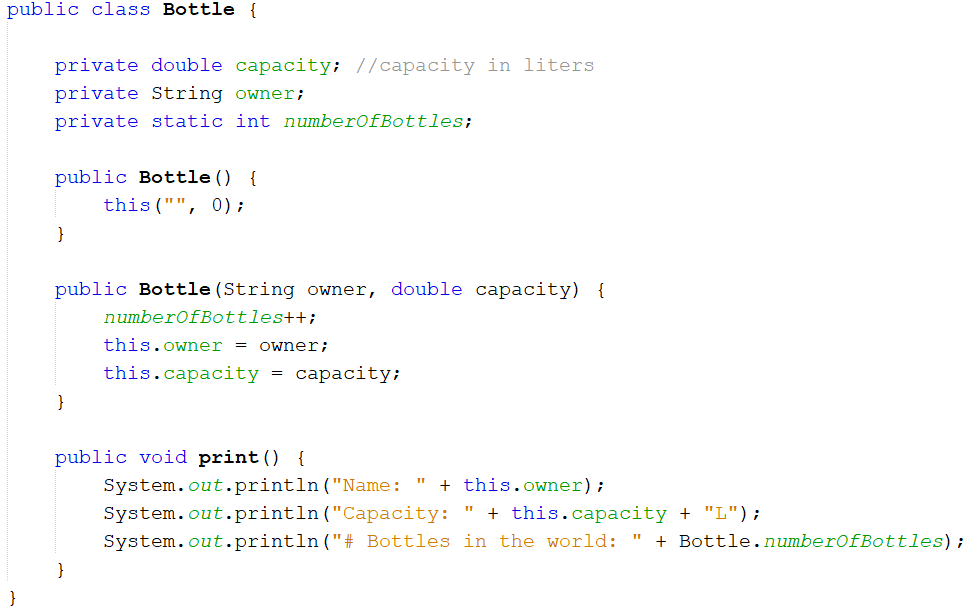 public class Bottle {
private double capacity; //capacity in liters
private String owner;
private static int numberOfBottles;
public Bottle() {
this("", 0);
}
public Bottle(String owner, double capacity) {
numberOfBottles++;
this.owner = owner;
this.capacity = capacity;
}
public void print() {
System.out.println("Name: " + this.owner);
System.out.println("Capacity: " + this.capacity + "L");
System.out.println("# Bottles in the world: " + Bottle.numberOfBottles);
}
}